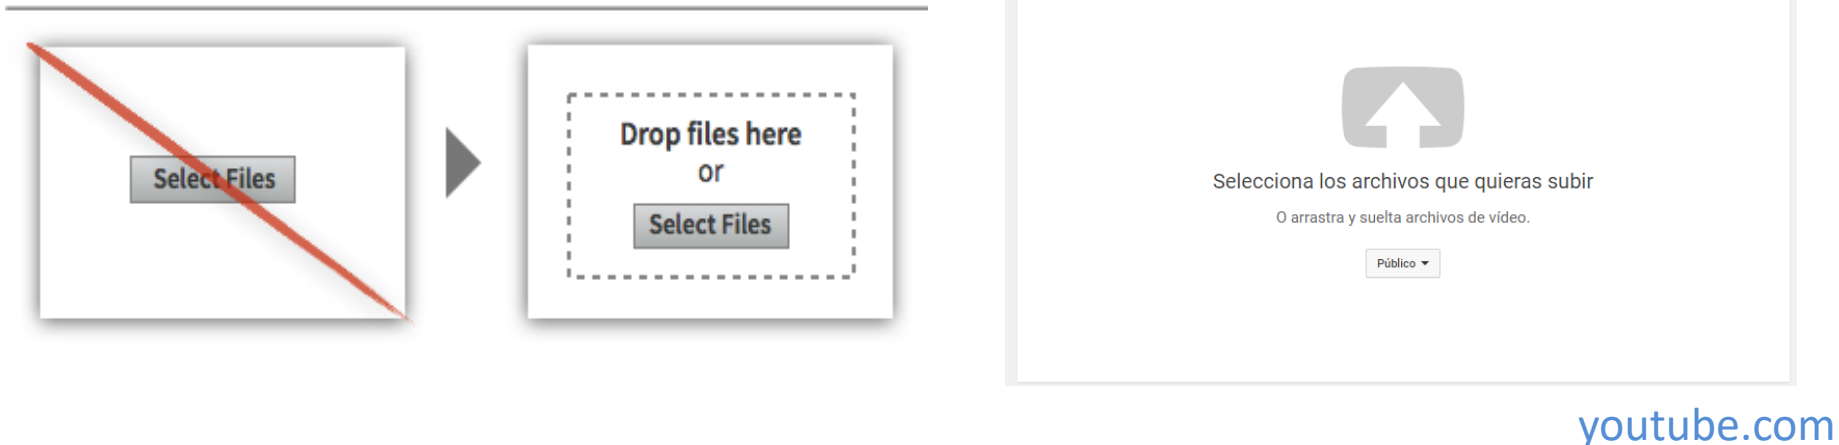 Select Files
Drop files here
or
Select Files
Selecciona los archivos que quieras subir
O arrastra y suelta archivos de vídeo.
Público
youtube.com